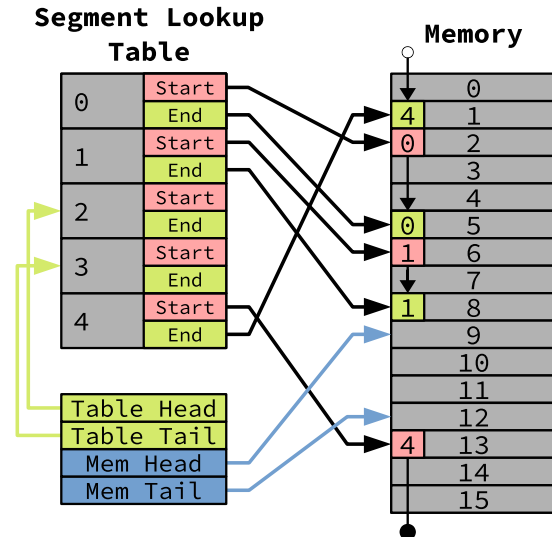 Segment Lookup
Table
Memory
0
Start
End
1
Start
End
2
Start
End
3
Start
End
4
Start
End
Table Head
Table Tail
Mem Head
Mem Tail
0
4 1
0 2
3
4
0 5
1 6
7
1 8
9
10
11
12
4 13
14
15